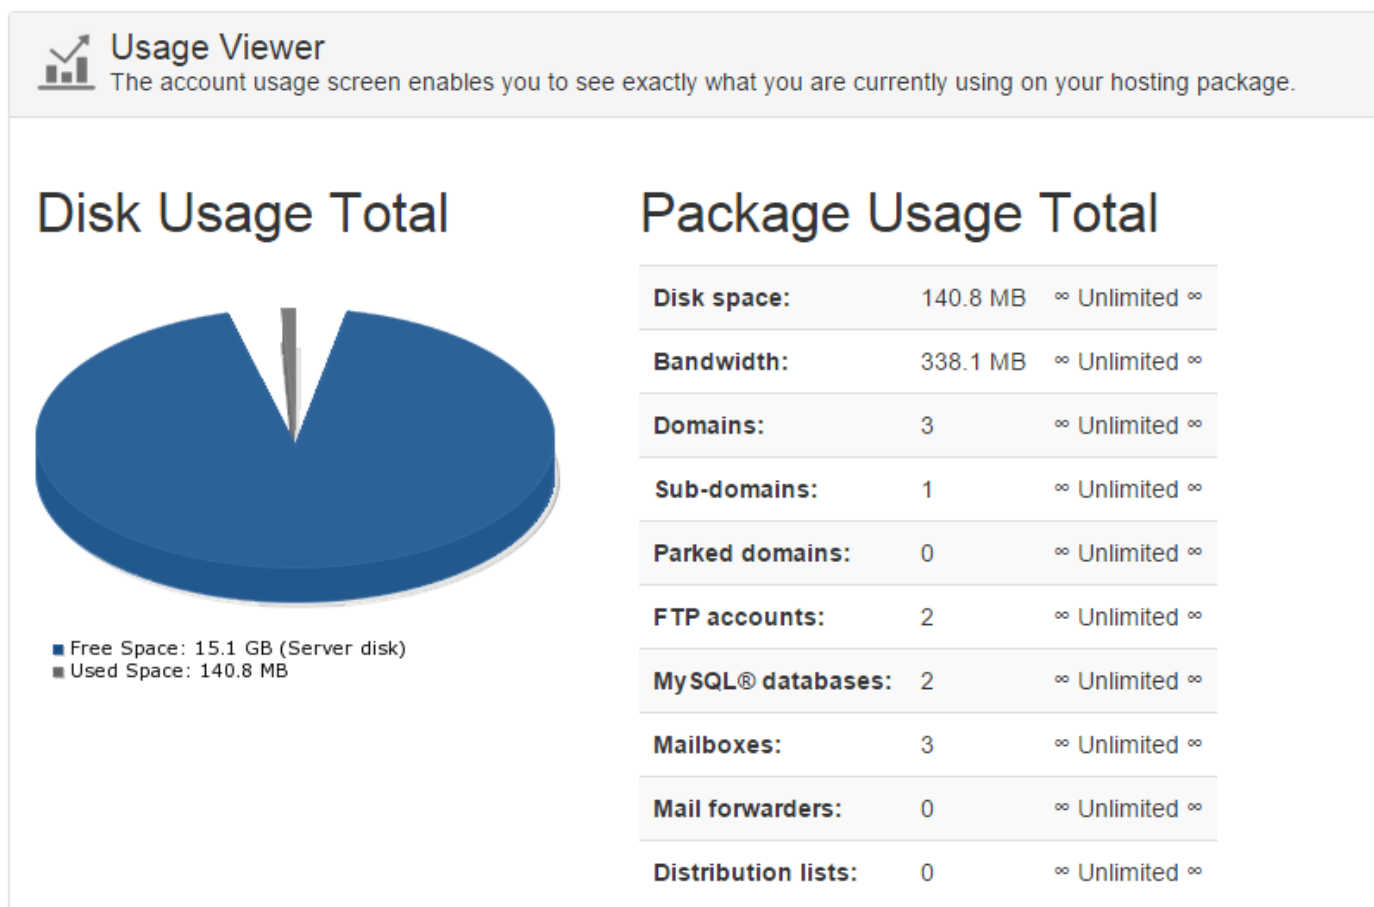 Usage Viewer
The account usage screen enables you to see exactly what you are currently using on your hosting package.
Disk Usage Total
Free Space: 15.1 GB (Server disk)
Used Space: 140.8 MB
Package Usage Total
Disk space: 140.8 MB ∞ Unlimited ∞
Bandwidth: 338.1 MB ∞ Unlimited ∞
Domains: 3 ∞ Unlimited ∞
Sub-domains: 1 ∞ Unlimited ∞
Parked domains: 0 ∞ Unlimited ∞
FTP accounts: 2 ∞ Unlimited ∞
MySQL® databases: 2 ∞ Unlimited ∞
Mailboxes: 3 ∞ Unlimited ∞
Mail forwarders: 0 ∞ Unlimited ∞
Distribution lists: 0 ∞ Unlimited ∞